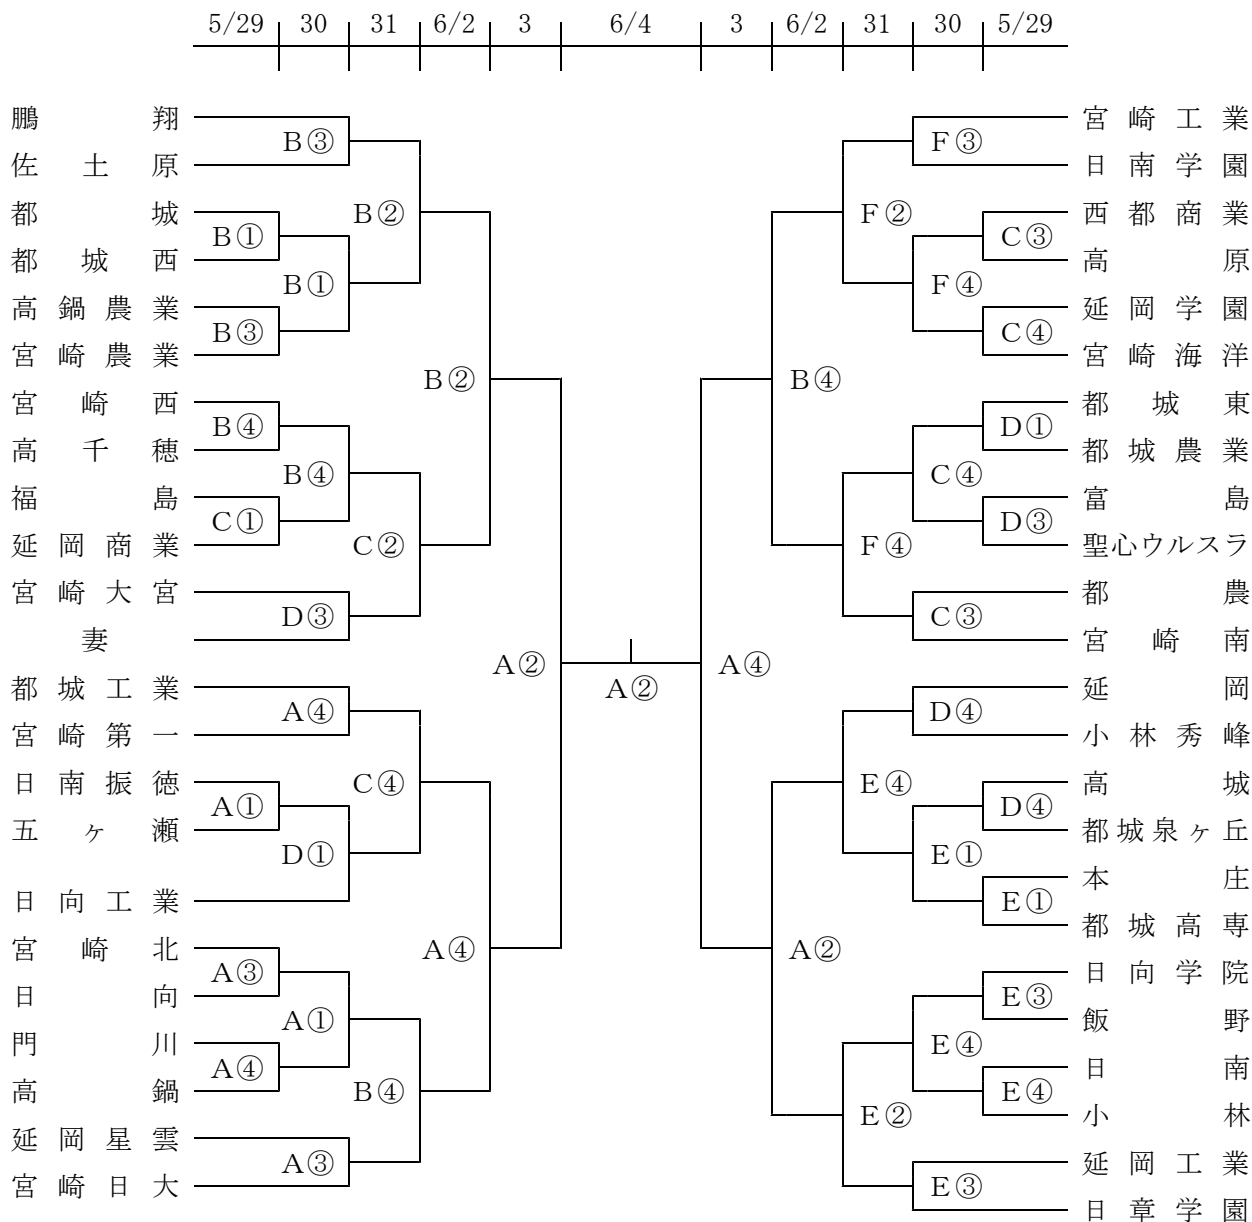 5/29 30 31 6/2 3 6/4 3 6/2 31 30 5/29
鵬翔 宮崎工業
B③ F③
佐土原 日南学園
都城 B② F② 西都商業
B① C③
都城西 高原
B① F④
高鍋農業 延岡学園
B③ C④
宮崎農業 宮崎海洋
B② B④
宮崎西 都城東
B④ D①
高千穂 都城農業
B④ C④
福島 富島
C① D③
延岡商業 C② F④ 聖心ウルスラ
宮崎大宮 都農
D③ C③
妻 宮崎南
A② A② A④
都城工業 延岡
A④ D④
宮崎第一 小林秀峰
日南振徳 C④ E④ 高城
A① D④
五ヶ瀬 都城泉ヶ丘
D① E①
本庄
日向工業 E①
都城高専
宮崎北 A④ A②
A③ 日向学院
日向 E③
A① 飯野
門川 E④
A④ 日南
高鍋 B④ E④
E② 小林
延岡星雲
A③ 延岡工業
宮崎日大 E③
日章学園